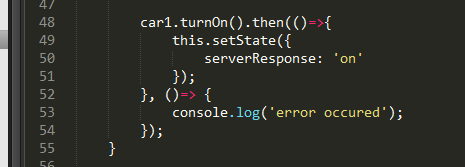 47
48 car1.turnOn().then(()=>{
49 this.setState({
50 serverResponse: 'on'
51 });
52 }, ()=> {
53 console.log('error occured');
54 });
55 }
56